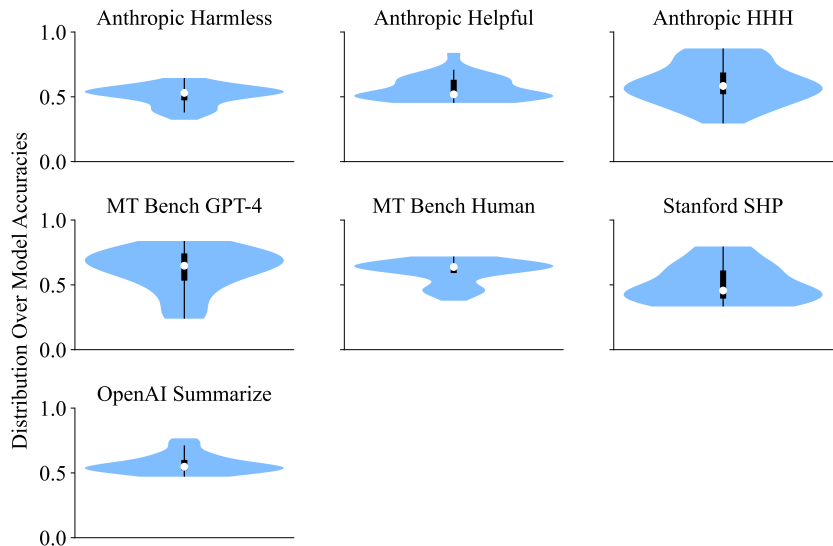 Anthropic Harmless
Anthropic Helpful
Anthropic HHH
1.0
0.5
0.0
MT Bench GPT-4
MT Bench Human
Stanford SHP
1.0
0.5
0.0
Distribution Over Model Accuracies
OpenAI Summarize
1.0
0.5
0.0